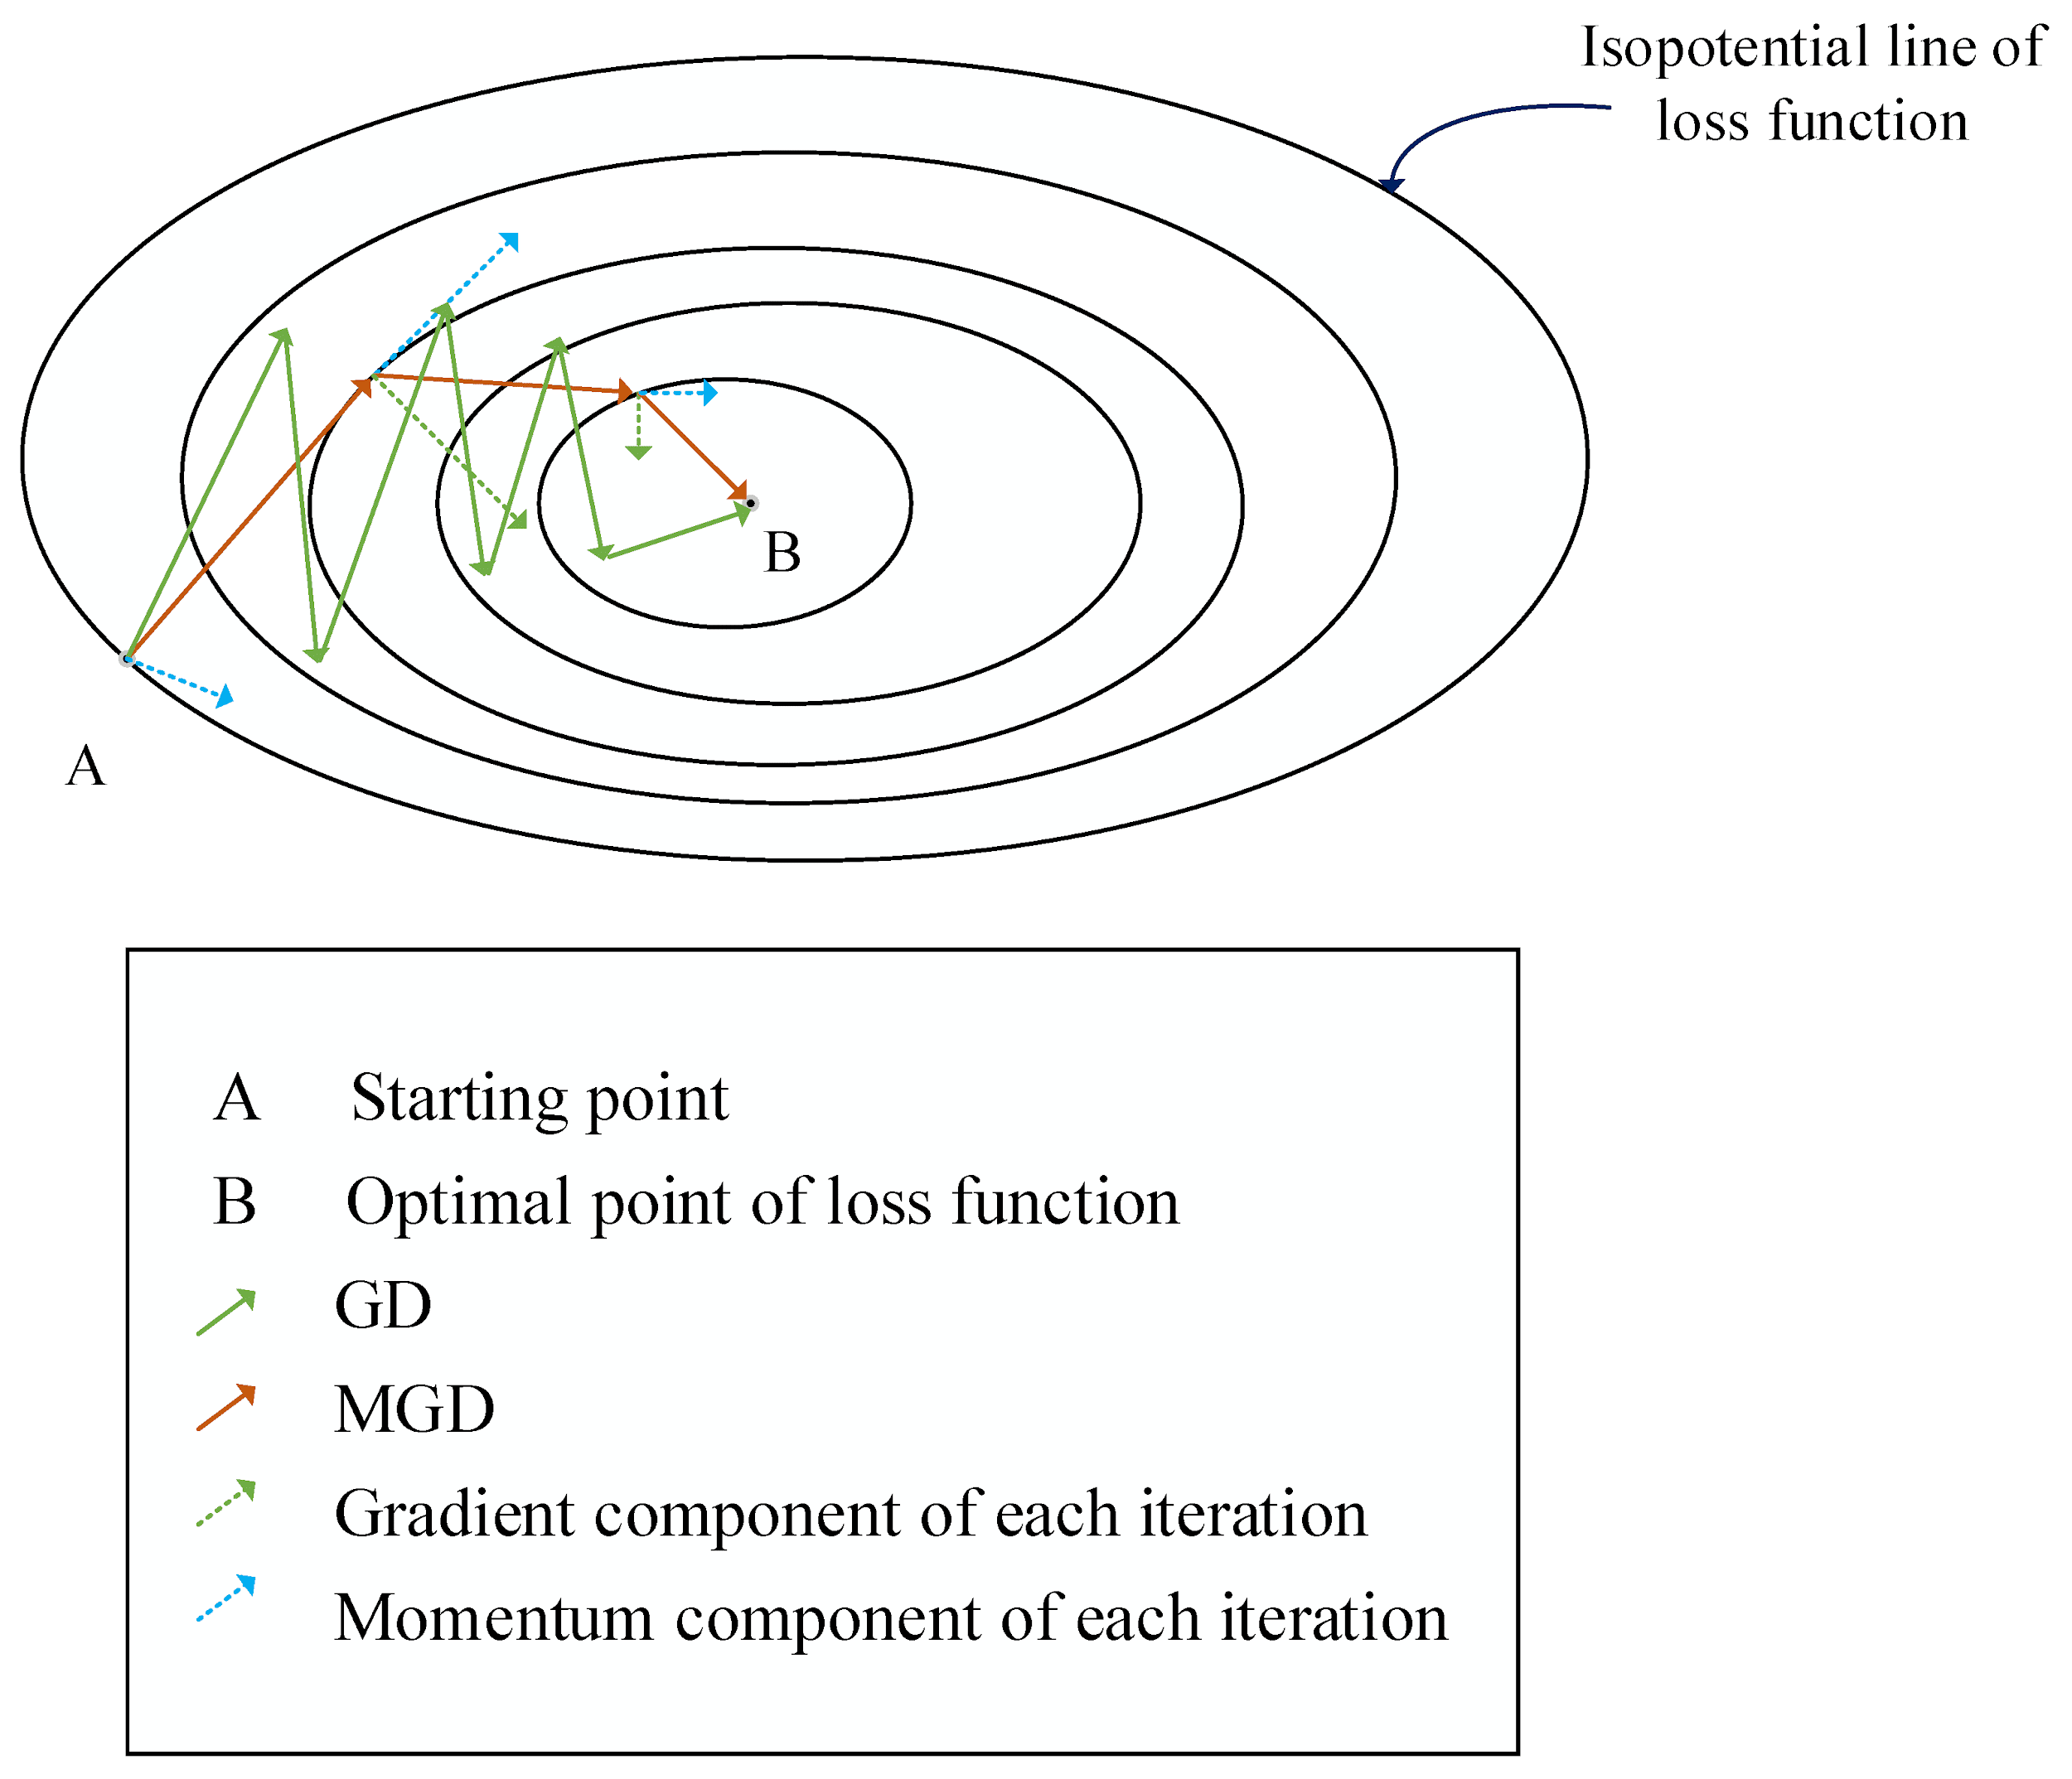 Isopotential line of
loss function
B
A
A Starting point
B Optimal point of loss function
GD
MGD
Gradient component of each iteration
Momentum component of each iteration